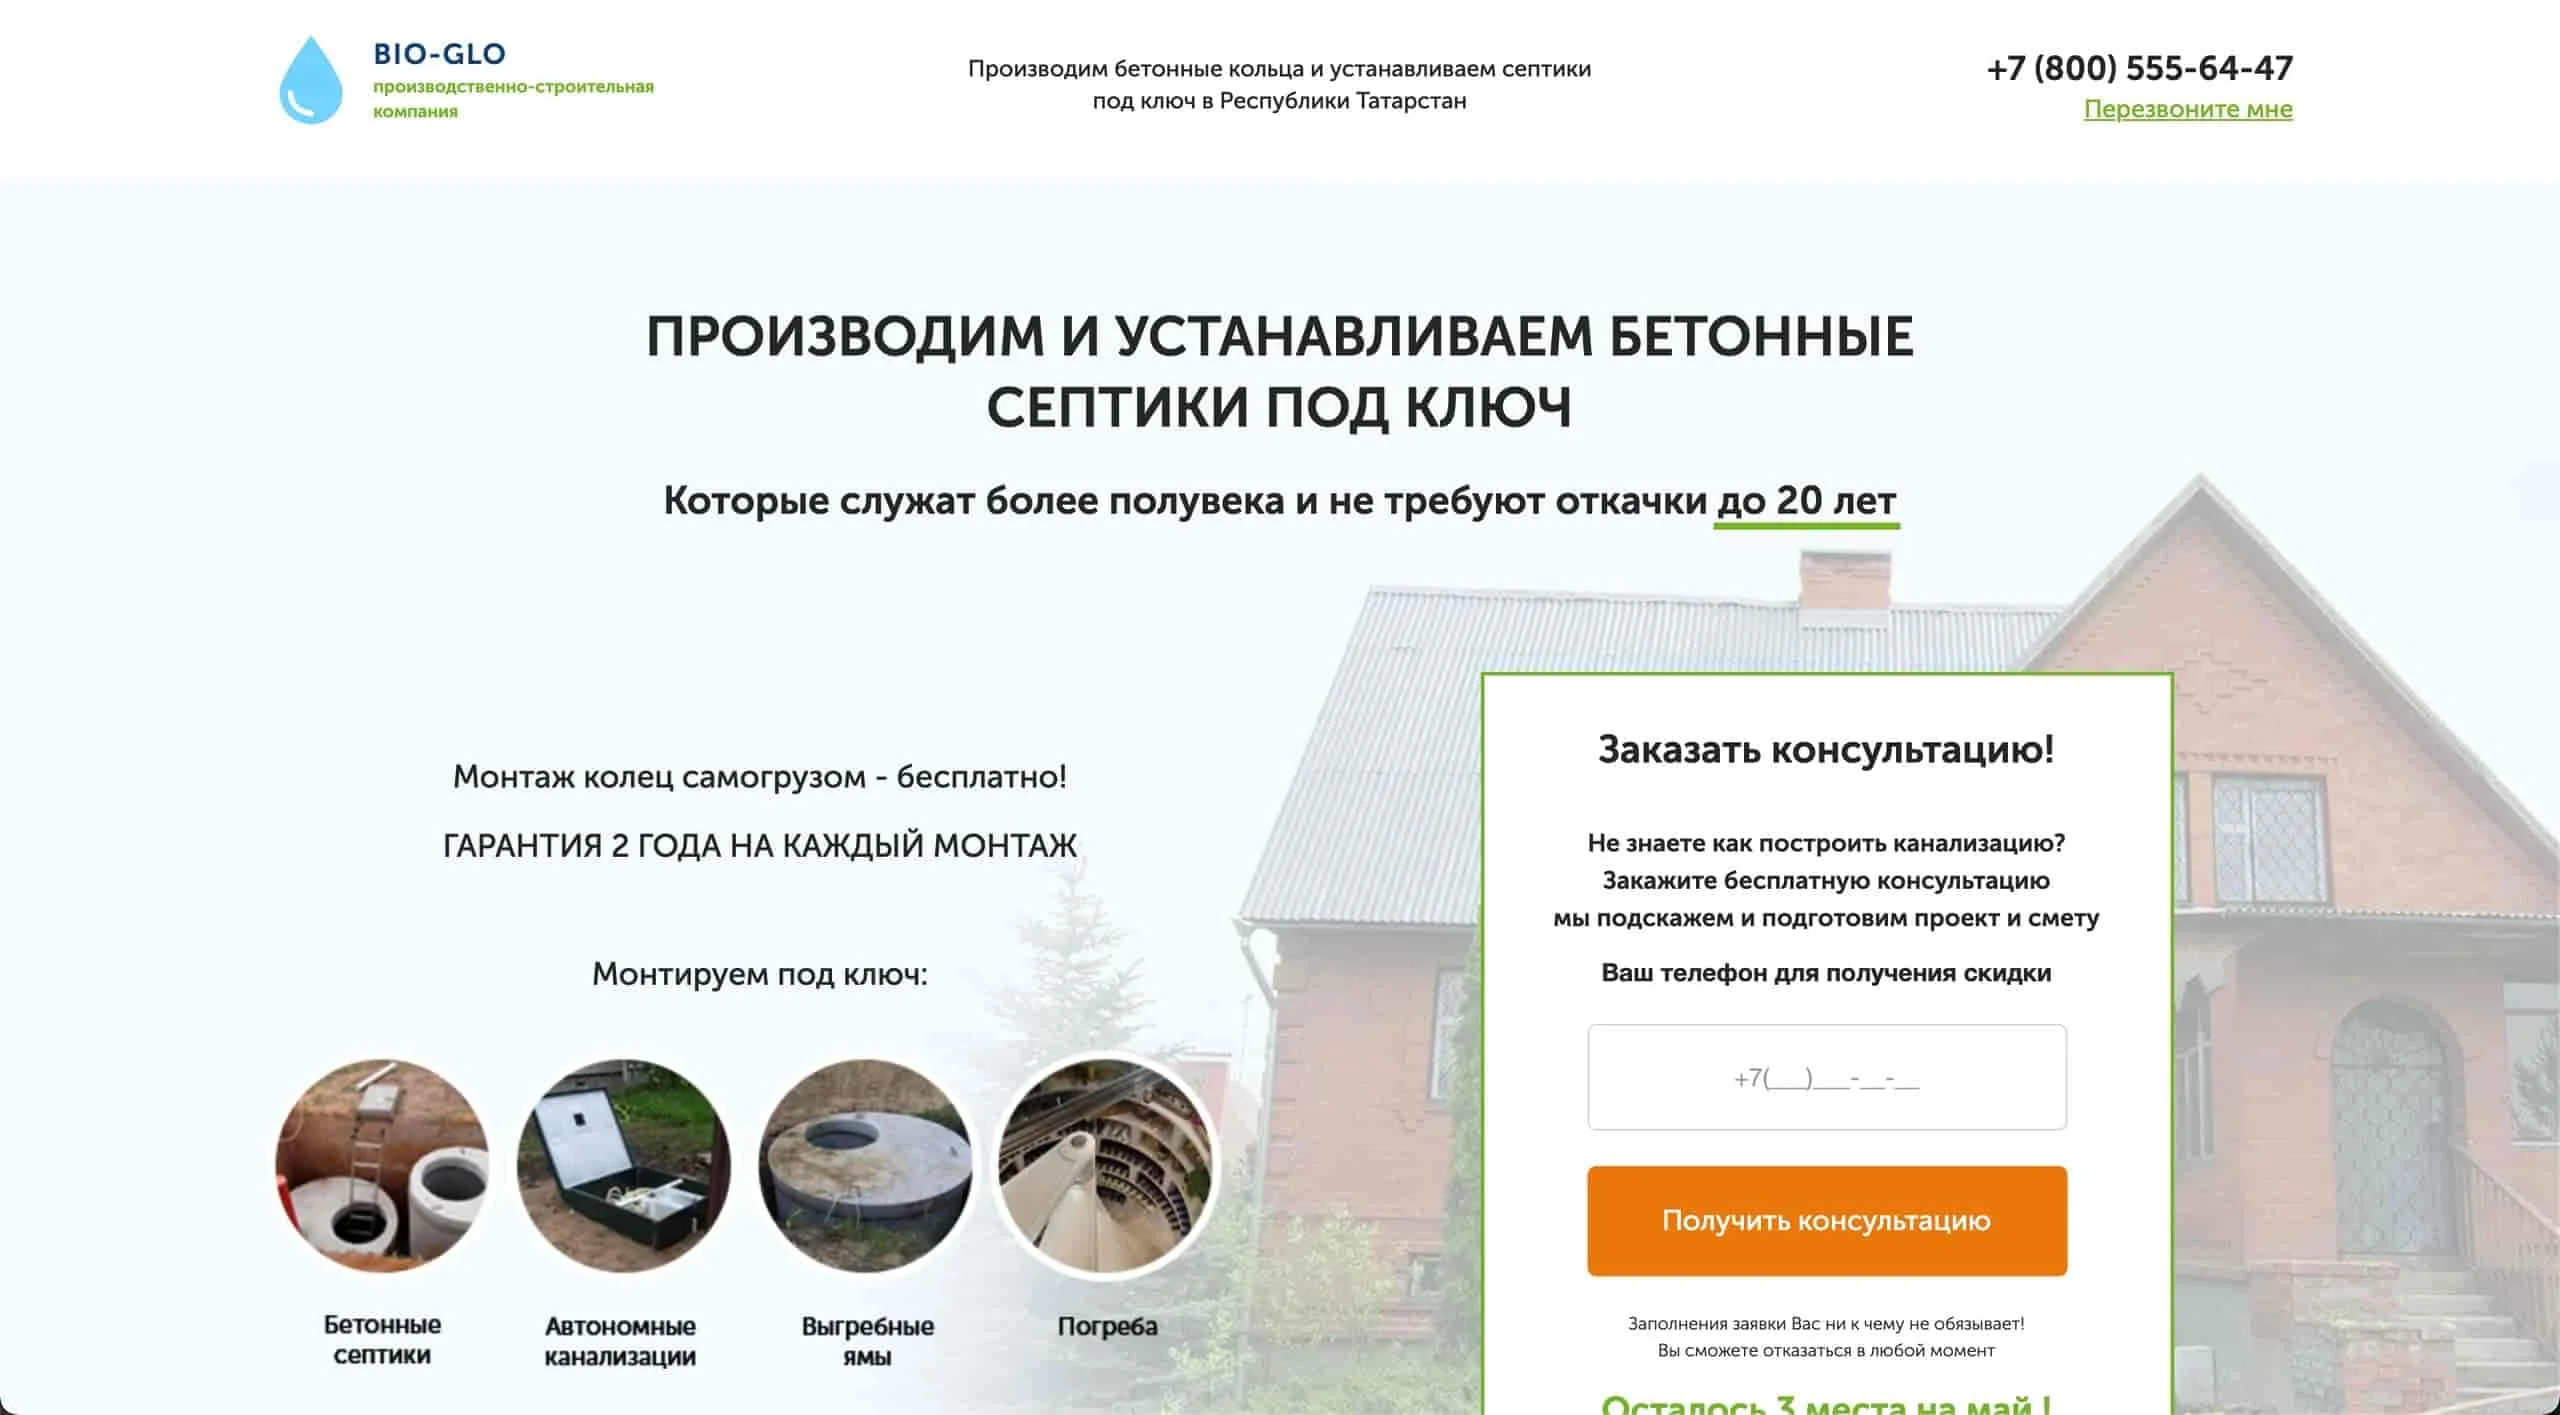 BIO-GLO
производственно-строительная
компания
Производим бетонные кольца и устанавливаем септики
под ключ в Республики Татарстан
+7 (800) 555-64-47
Перезвоните мне
ПРОИЗВОДИМ И УСТАНАВЛИВАЕМ БЕТОННЫЕ
СЕПТИКИ ПОД КЛЮЧ
Которые служат более полувека и не требуют откачки до 20 лет
Монтаж колец самогрузом - бесплатно!
ГАРАНТИЯ 2 ГОДА НА КАЖДЫЙ МОНТАЖ
Монтируем под ключ:
Бетонные
септики
Автономные
канализации
Выгребные
ямы
Погреба
Заказать консультацию!
Не знаете как построить канализацию?
Закажите бесплатную консультацию
мы подскажем и подготовим проект и смету
Ваш телефон для получения скидки
+7(___)___-__-__
Получить консультацию
Заполнения заявки Вас ни к чему не обязывает!
Вы сможете отказаться в любой момент
Осталось 3 места на май !